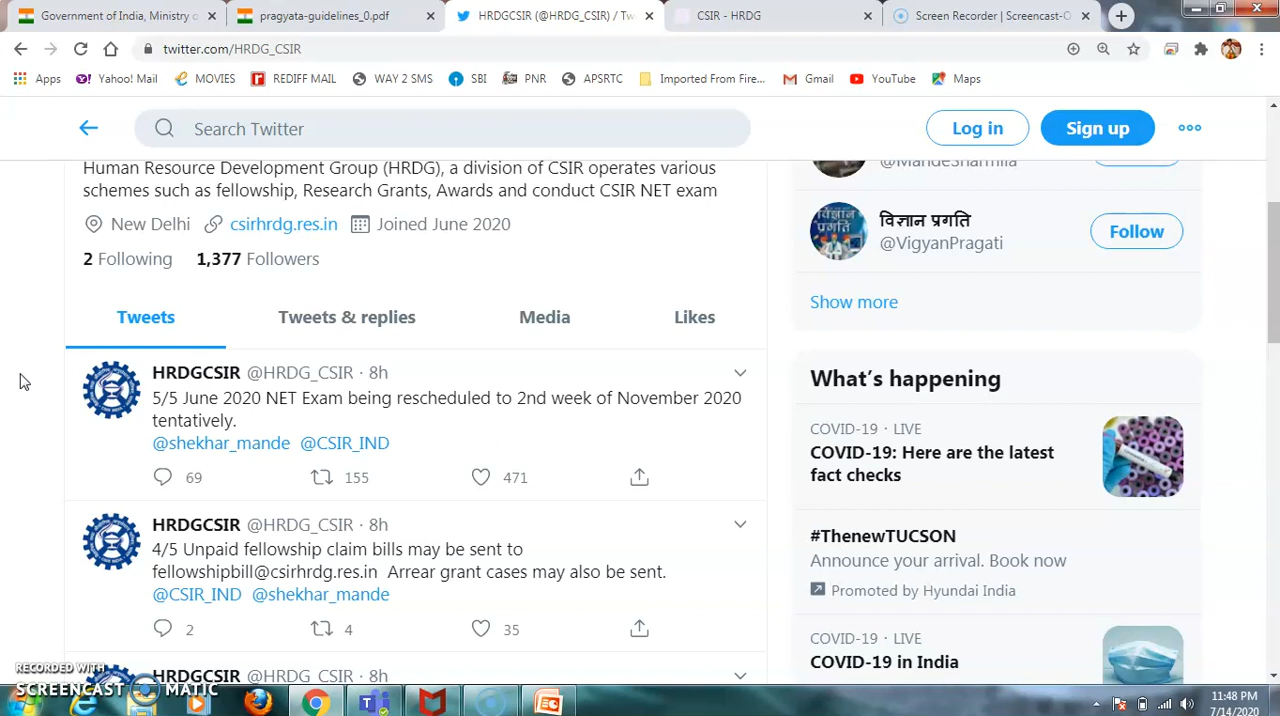 Government of India, Ministry o
pragyata-guidelines_0.pdf
HRDGCSIR (@HRDG_CSIR) / Tw
CSIR - HRDG
Screen Recorder | Screencast-O
twitter.com/HRDG_CSIR
Apps Yahoo! Mail MOVIES REDIFF MAIL WAY 2 SMS SBI PNR APSRTC Imported From Fire... Gmail YouTube Maps
Search Twitter
Log in
Sign up
Human Resource Development Group (HRDG), a division of CSIR operates various
schemes such as fellowship, Research Grants, Awards and conduct CSIR NET exam
New Delhi csirhrdg.res.in Joined June 2020
2 Following 1,377 Followers
Tweets Tweets & replies Media Likes
HRDGCSIR @HRDG_CSIR · 8h
5/5 June 2020 NET Exam being rescheduled to 2nd week of November 2020
tentatively.
@shekhar_mande @CSIR_IND
69 155 471
HRDGCSIR @HRDG_CSIR · 8h
4/5 Unpaid fellowship claim bills may be sent to
fellowshipbill@csirhrdg.res.in Arrear grant cases may also be sent.
@CSIR_IND @shekhar_mande
2 4 35
HRDGCSIR @HRDG_CSIR · 8h
@MandeSharmila
विज्ञान प्रगति
@VigyanPragati
Follow
Show more
What's happening
COVID-19 · LIVE
COVID-19: Here are the latest
fact checks
#ThenewTUCSON
Announce your arrival. Book now
Promoted by Hyundai India
COVID-19 · LIVE
COVID-19 in India
RECORDED WITH
SCREENCAST MATIC
11:48 PM
7/14/2020